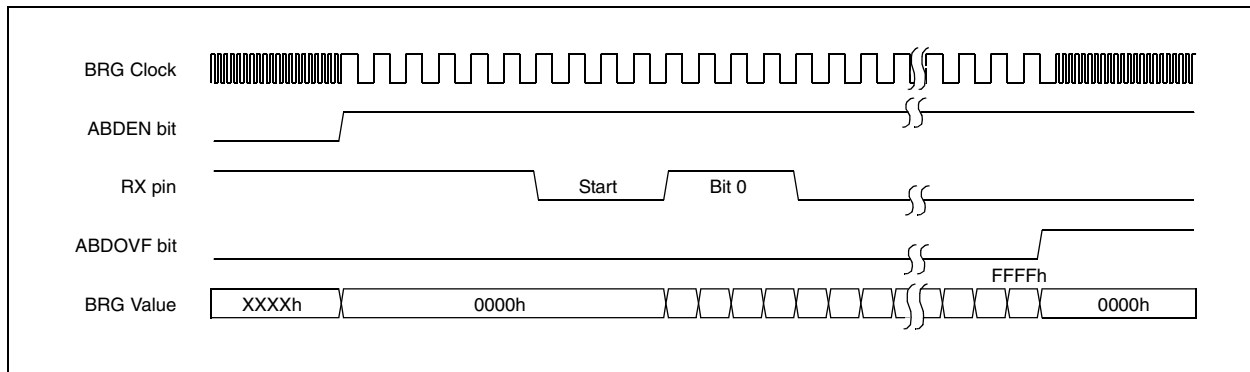 BRG Clock
ABDEN bit
RX pin
Start
Bit 0
ABDOVF bit
FFFFh
BRG Value
XXXXh
0000h
0000h